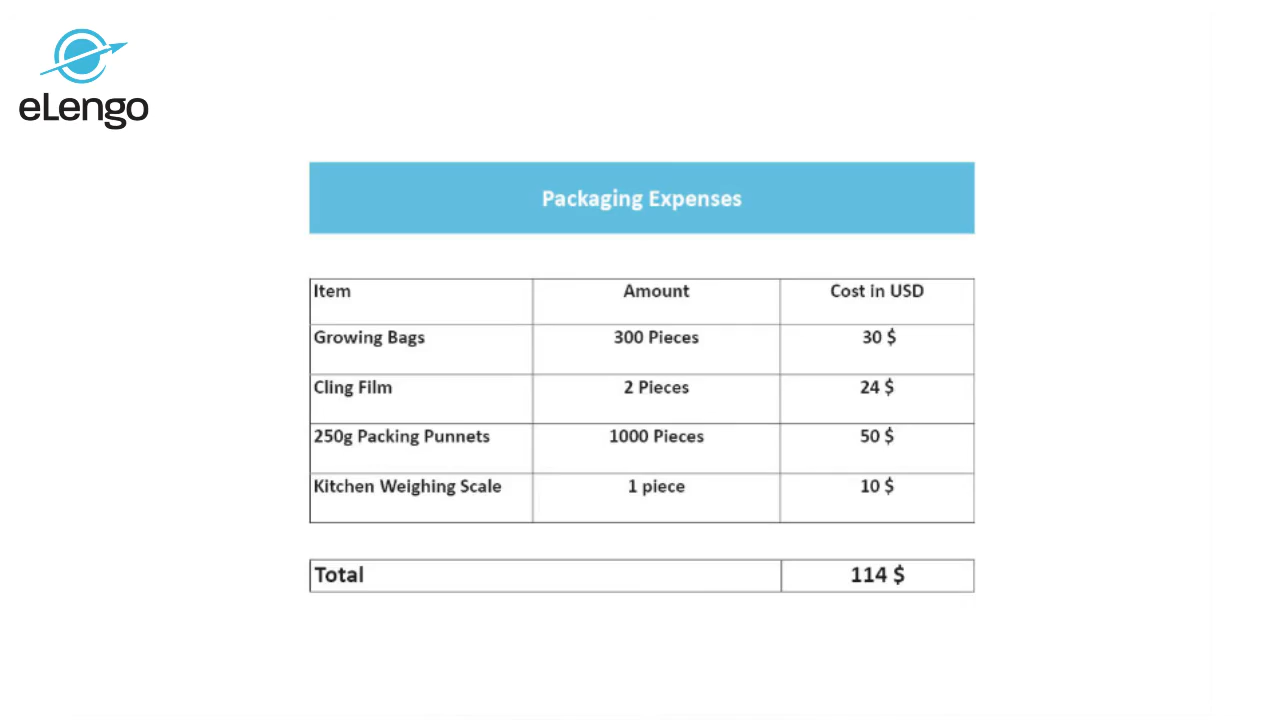 eLengo
Packaging Expenses
Item Amount Cost in USD
Growing Bags 300 Pieces 30 $
Cling Film 2 Pieces 24 $
250g Packing Punnets 1000 Pieces 50 $
Kitchen Weighing Scale 1 piece 10 $
Total 114 $